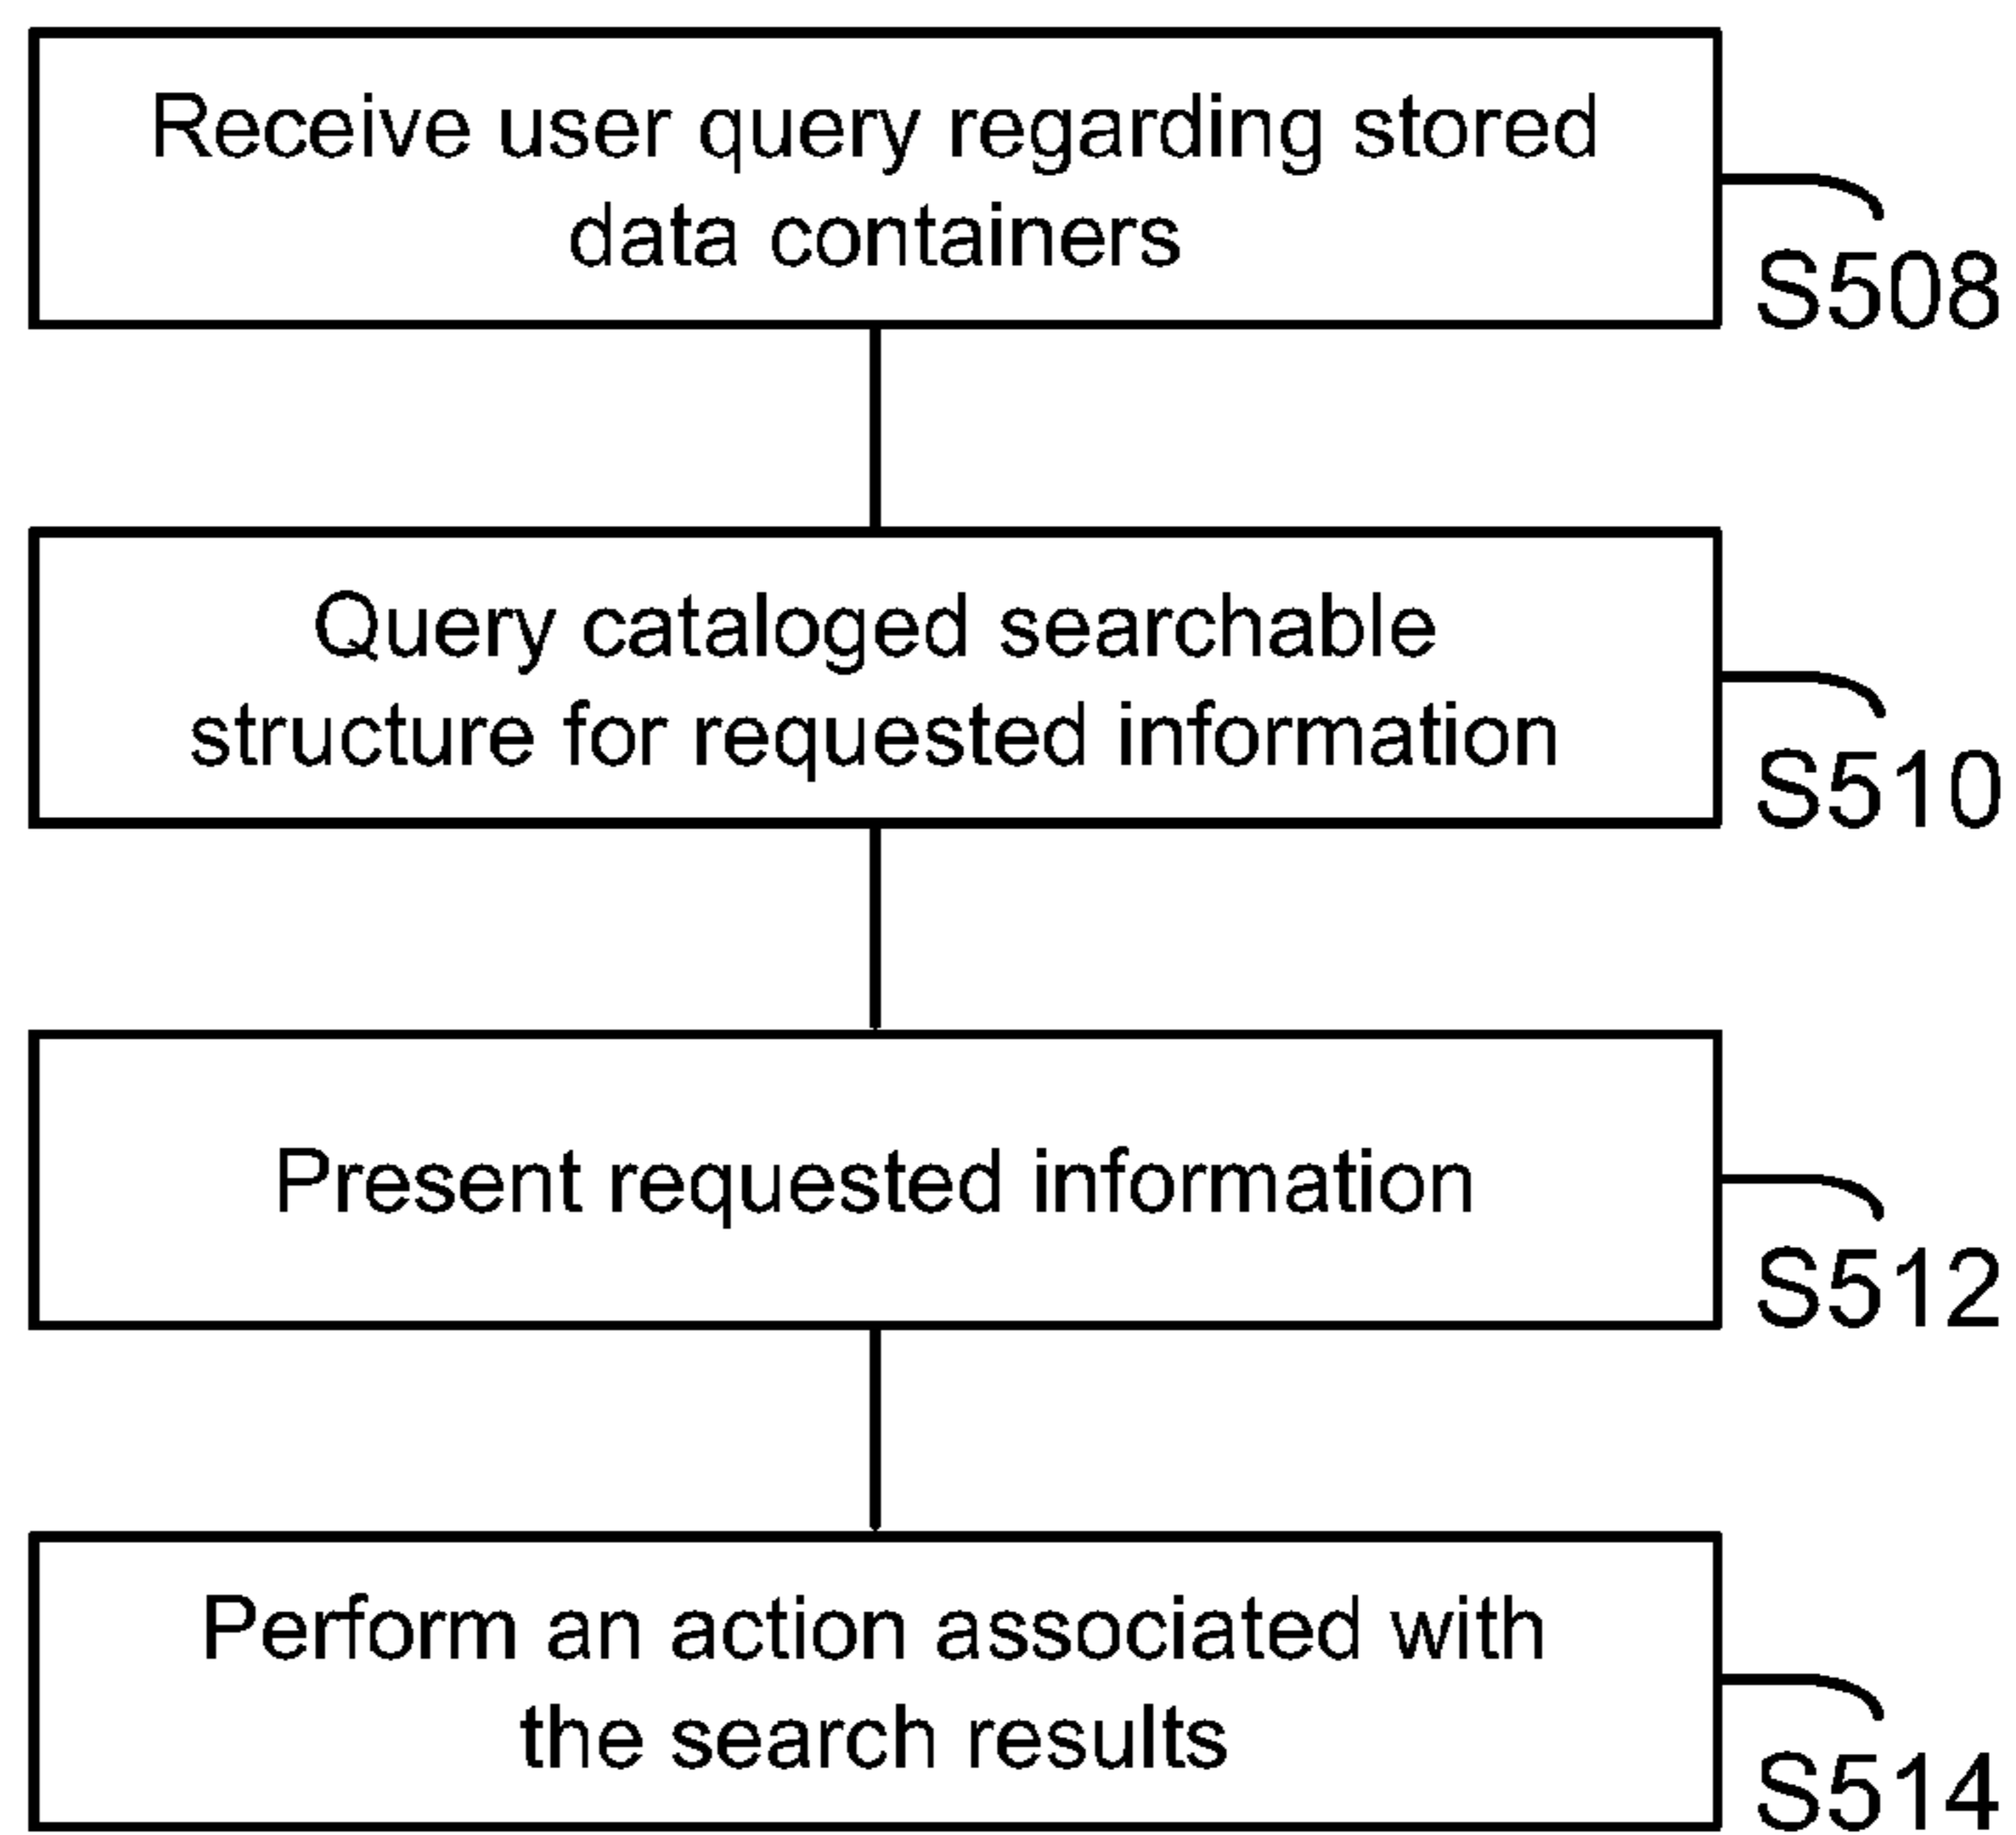 Receive user query regarding stored
data containers
S508
Query cataloged searchable
structure for requested information
S510
Present requested information
S512
Perform an action associated with
the search results
S514